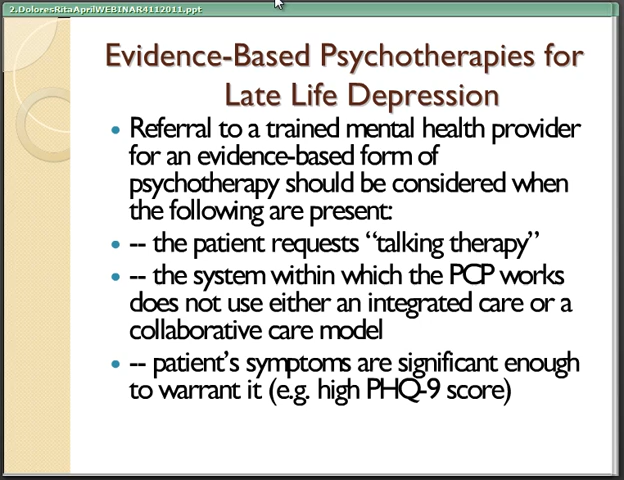 2.DoloresRitaAprilWEBINAR4112011.ppt
Evidence-Based Psychotherapies for
Late Life Depression
• Referral to a trained mental health provider
for an evidence-based form of
psychotherapy should be considered when
the following are present:
• -- the patient requests “talking therapy”
• -- the system within which the PCP works
does not use either an integrated care or a
collaborative care model
• -- patient’s symptoms are significant enough
to warrant it (e.g. high PHQ-9 score)